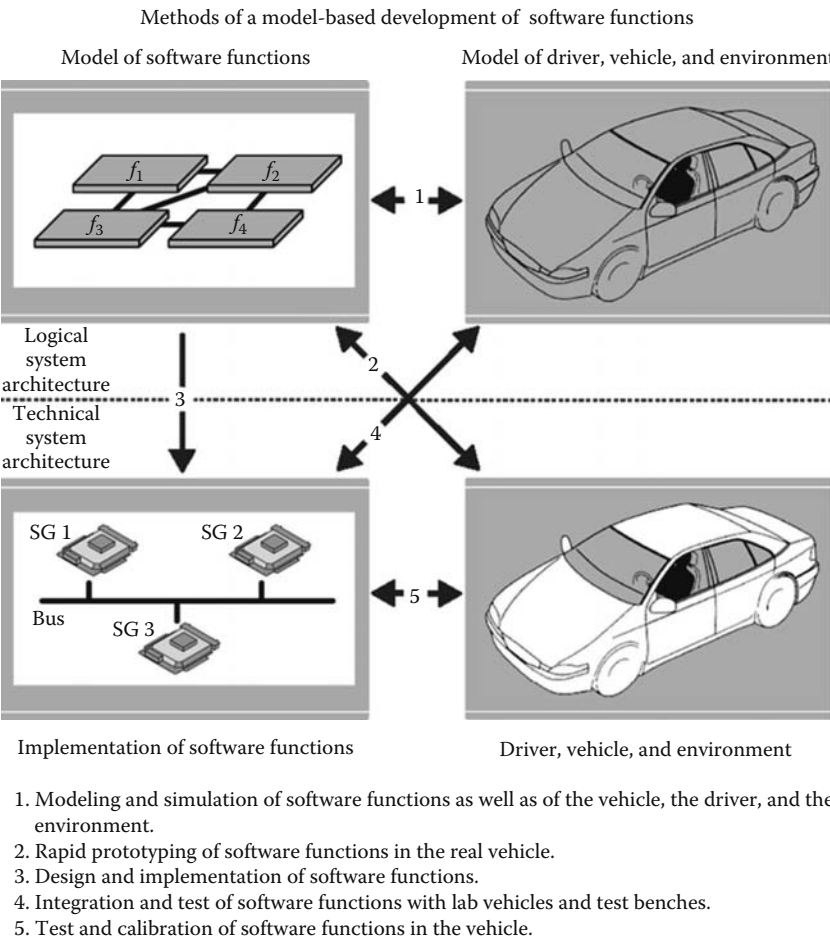 Methods of a model-based development of software functions
Model of software functions
Model of driver, vehicle, and environment
f1
f2
f3
f4
1
Logical
system
architecture
2
3
Technical
system
architecture
4
SG 1
SG 2
Bus
SG 3
5
Implementation of software functions
Driver, vehicle, and environment
1. Modeling and simulation of software functions as well as of the vehicle, the driver, and the
environment.
2. Rapid prototyping of software functions in the real vehicle.
3. Design and implementation of software functions.
4. Integration and test of software functions with lab vehicles and test benches.
5. Test and calibration of software functions in the vehicle.